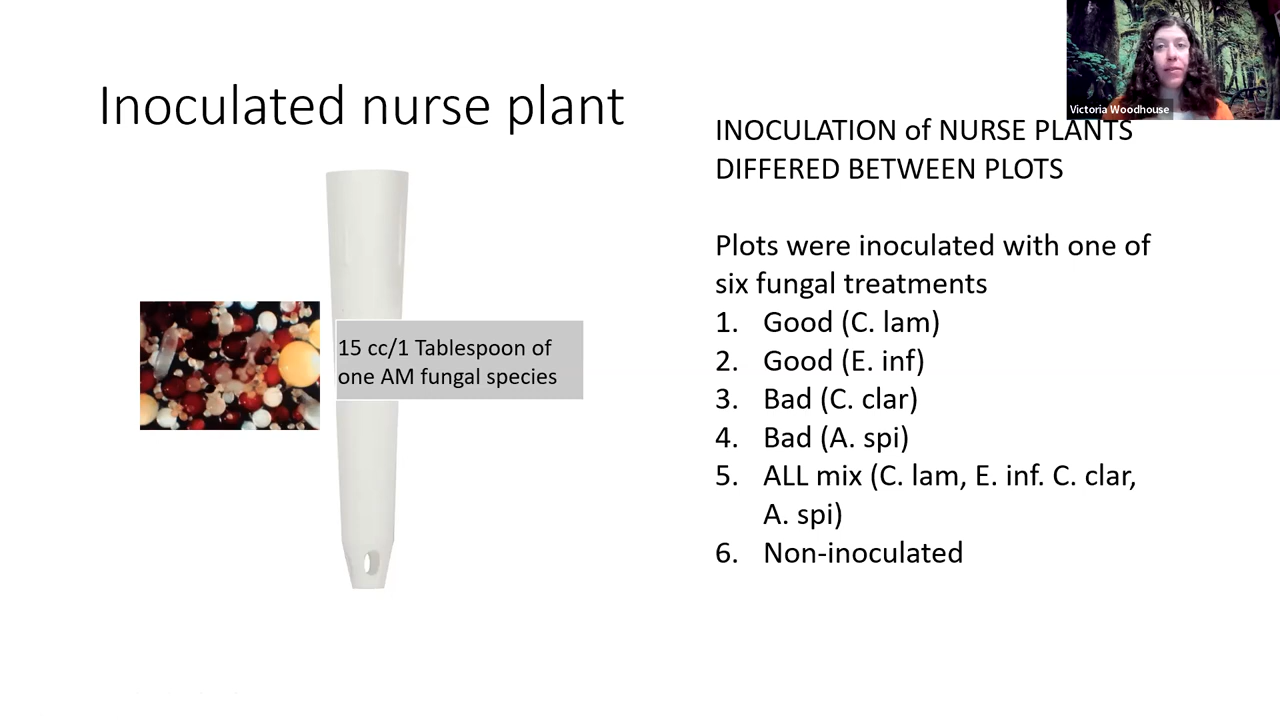 Inoculated nurse plant
15 cc/1 Tablespoon of
one AM fungal species
Victoria Woodhouse
INOCULATION of NURSE PLANTS
DIFFERED BETWEEN PLOTS
Plots were inoculated with one of
six fungal treatments
1. Good (C. lam)
2. Good (E. inf)
3. Bad (C. clar)
4. Bad (A. spi)
5. ALL mix (C. lam, E. inf. C. clar,
A. spi)
6. Non-inoculated